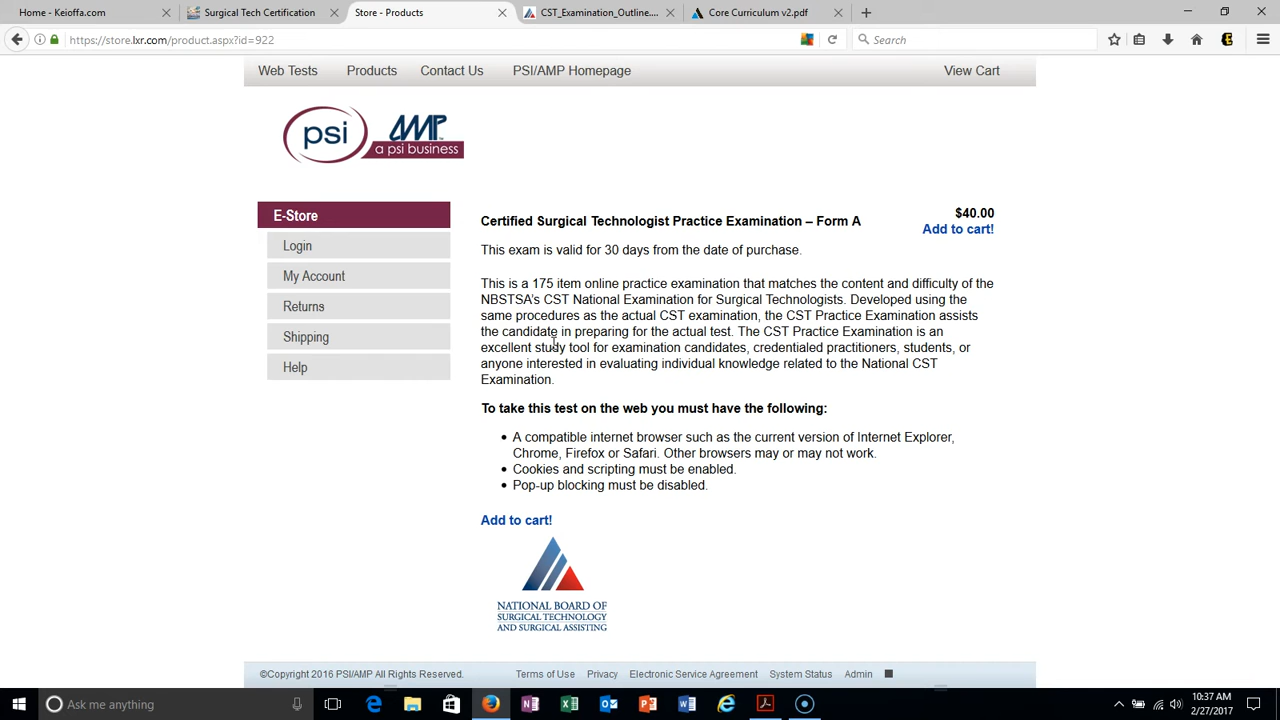 Home - Keioffa.com
Surgical Tech Certification
Store - Products
CST_Examination_Outline....
Core Curriculum v2.pdf
https://store.lxr.com/product.aspx?id=922
Search
Web Tests
Products
Contact Us
PSI/AMP Homepage
View Cart
psi
AMP
a psi business
E-Store
Login
My Account
Returns
Shipping
Help
Certified Surgical Technologist Practice Examination – Form A
$40.00
Add to cart!
This exam is valid for 30 days from the date of purchase.
This is a 175 item online practice examination that matches the content and difficulty of the
NBSTSA's CST National Examination for Surgical Technologists. Developed using the
same procedures as the actual CST examination, the CST Practice Examination assists
the candidate in preparing for the actual test. The CST Practice Examination is an
excellent study tool for examination candidates, credentialed practitioners, students, or
anyone interested in evaluating individual knowledge related to the National CST
Examination.
To take this test on the web you must have the following:
• A compatible internet browser such as the current version of Internet Explorer,
Chrome, Firefox or Safari. Other browsers may or may not work.
• Cookies and scripting must be enabled.
• Pop-up blocking must be disabled.
Add to cart!
NATIONAL BOARD OF
SURGICAL TECHNOLOGY
AND SURGICAL ASSISTING
©Copyright 2016 PSI/AMP All Rights Reserved.
Terms of Use
Privacy
Electronic Service Agreement
System Status
Admin
Ask me anything
10:37 AM
2/27/2017